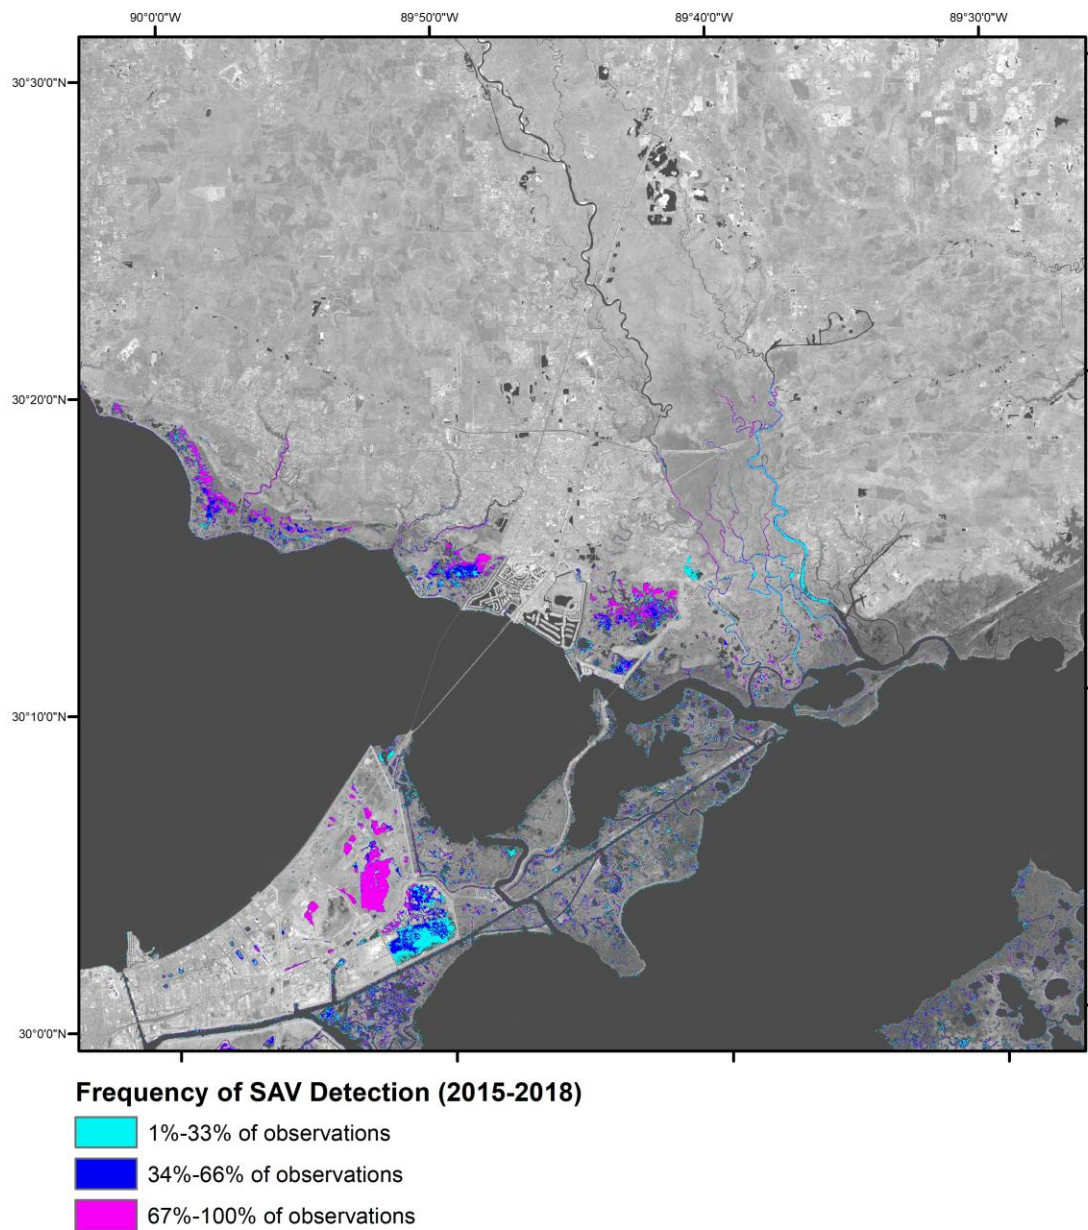 90°0'0"W 89°50'0"W 89°40'0"W 89°30'0"W
30°30'0"N
30°20'0"N
30°10'0"N
30°0'0"N
Frequency of SAV Detection (2015-2018)
1%-33% of observations
34%-66% of observations
67%-100% of observations